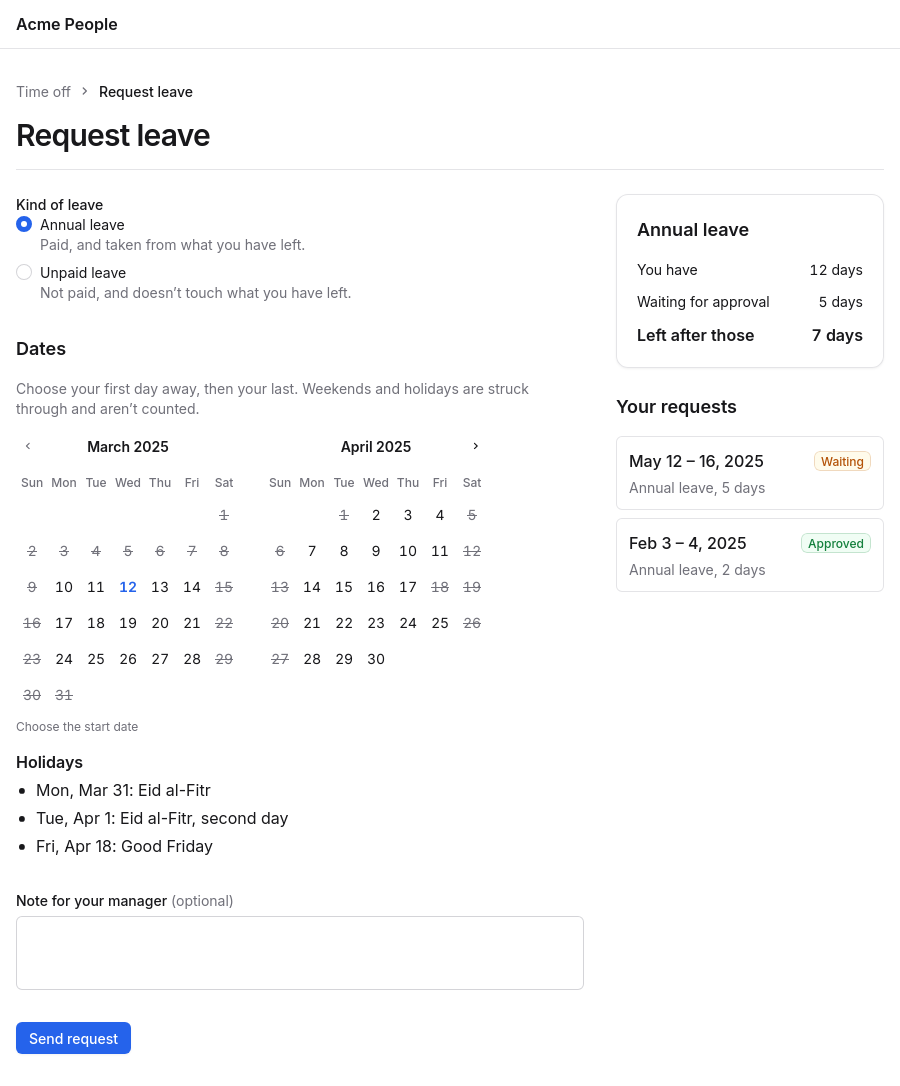 Acme People
Time off › Request leave
Request leave
Kind of leave
Annual leave
Paid, and taken from what you have left.
Unpaid leave
Not paid, and doesn’t touch what you have left.
Dates
Choose your first day away, then your last. Weekends and holidays are struck
through and aren’t counted.
March 2025
Sun Mon Tue Wed Thu Fri Sat
1
2 3 4 5 6 7 8
9 10 11 12 13 14 15
16 17 18 19 20 21 22
23 24 25 26 27 28 29
30 31
April 2025
Sun Mon Tue Wed Thu Fri Sat
1 2 3 4 5
6 7 8 9 10 11 12
13 14 15 16 17 18 19
20 21 22 23 24 25 26
27 28 29 30
Choose the start date
Holidays
• Mon, Mar 31: Eid al-Fitr
• Tue, Apr 1: Eid al-Fitr, second day
• Fri, Apr 18: Good Friday
Note for your manager (optional)
Send request
Annual leave
You have 12 days
Waiting for approval 5 days
Left after those 7 days
Your requests
May 12 – 16, 2025 Waiting
Annual leave, 5 days
Feb 3 – 4, 2025 Approved
Annual leave, 2 days